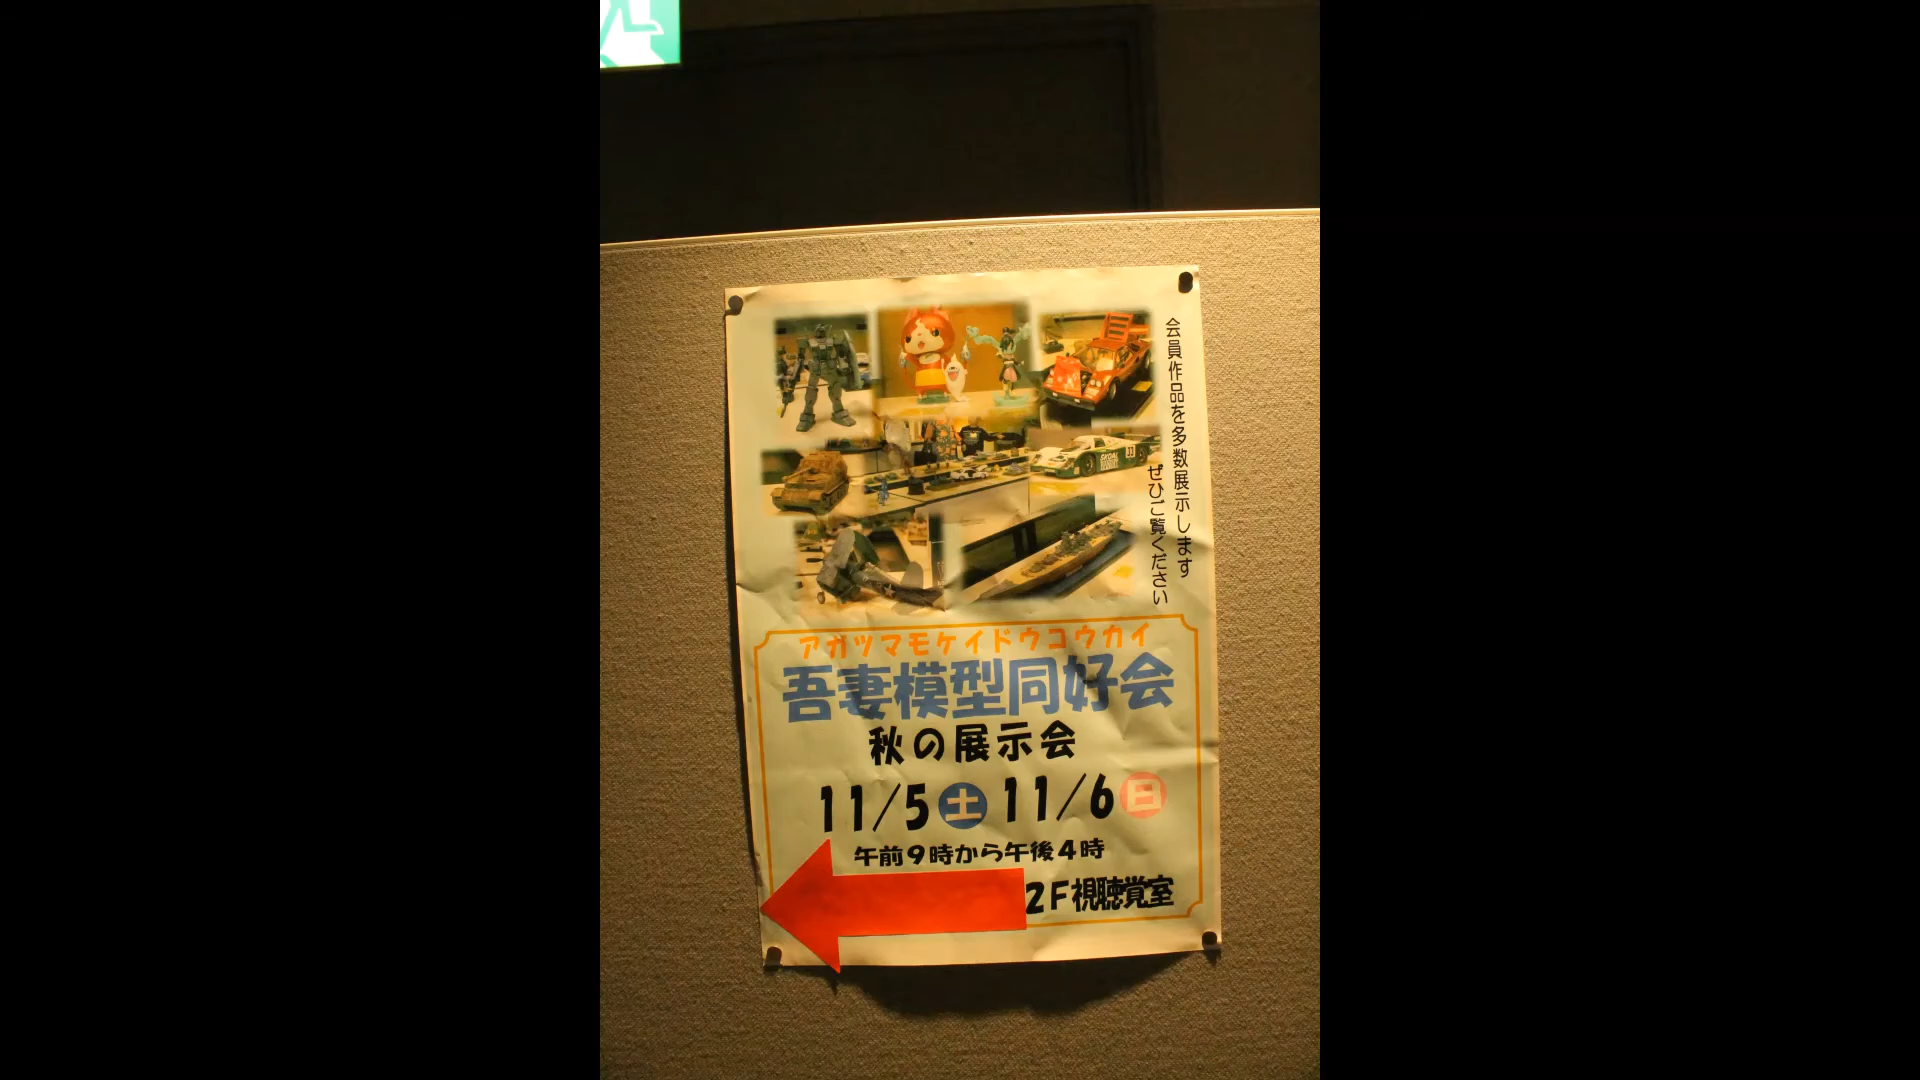 会員作品を多数展示します
ぜひご覧ください
SKOAL
BANDIT
33
アガツマモケイドウコウカイ
吾妻模型同好会
秋の展示会
11/5土 11/6日
午前9時から午後4時
2F視聴覚室